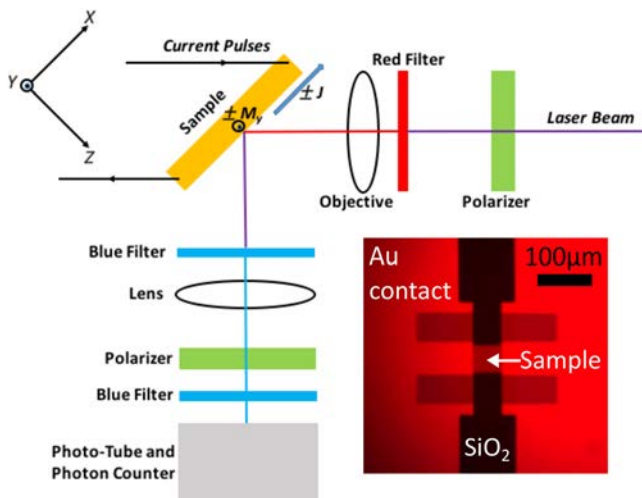 X
Y
Z
Current Pulses
Sample
± My
± J
Red Filter
Laser Beam
Objective
Polarizer
Blue Filter
Lens
Polarizer
Blue Filter
Photo-Tube and
Photon Counter
Au
contact
100μm
Sample
SiO₂